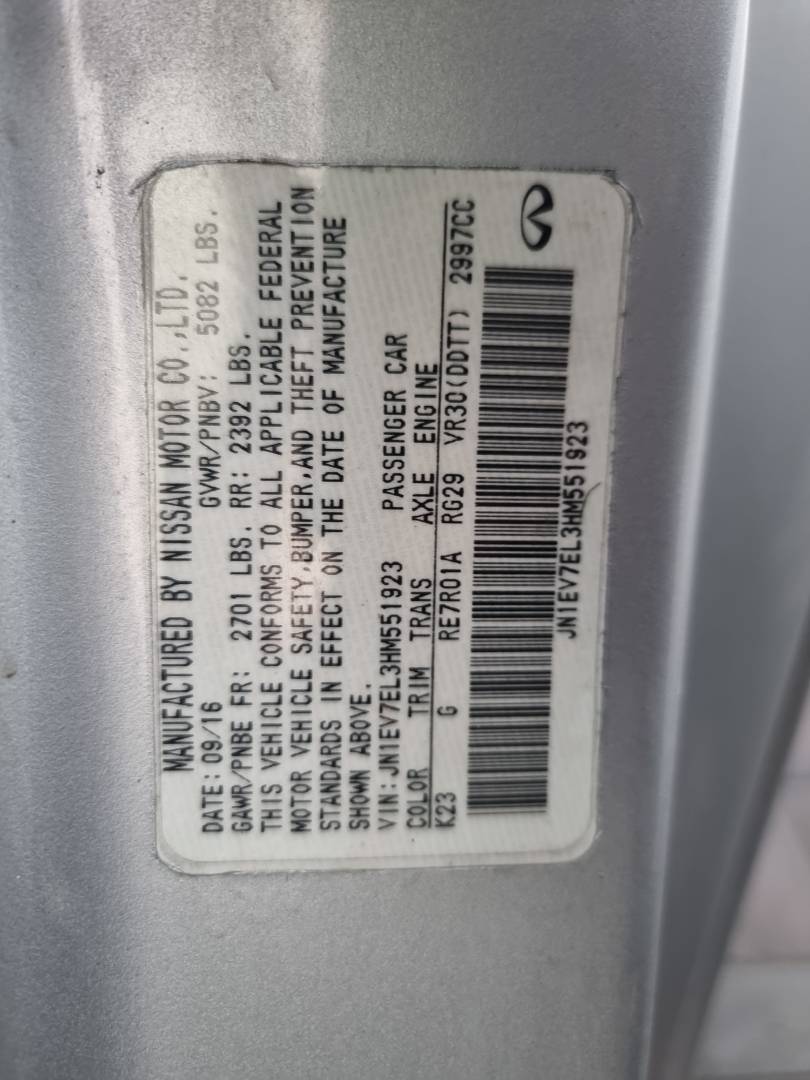 MANUFACTURED BY NISSAN MOTOR CO.,LTD.
DATE:09/16 GVWR/PNBV: 5082 LBS.
GAWR/PNBE FR: 2701 LBS. RR: 2392 LBS.
THIS VEHICLE CONFORMS TO ALL APPLICABLE FEDERAL
MOTOR VEHICLE SAFETY,BUMPER,AND THEFT PREVENTION
STANDARDS IN EFFECT ON THE DATE OF MANUFACTURE
SHOWN ABOVE.
VIN:JN1EV7EL3HM551923 PASSENGER CAR
COLOR TRIM TRANS AXLE ENGINE
K23 G RE7R01A RG29 VR30(DDTT) 2997CC
JN1EV7EL3HM551923